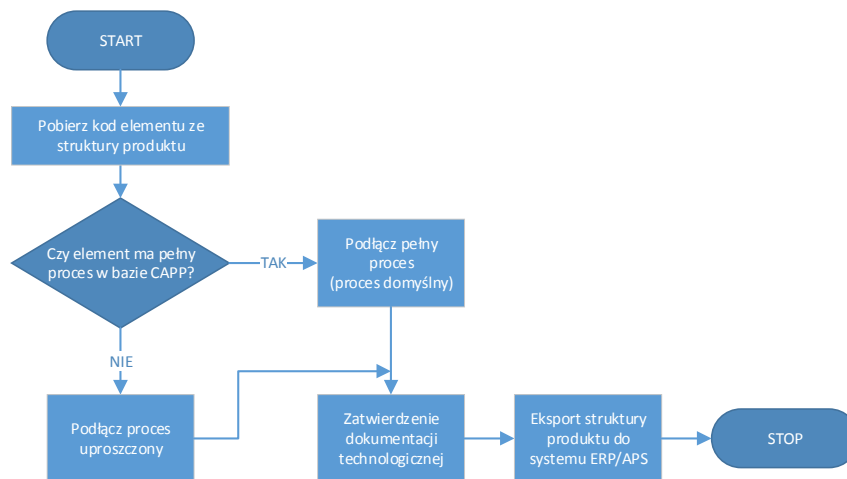 START
Pobierz kod elementu ze
struktury produktu
Czy element ma pełny
proces w bazie CAPP?
TAK
Podłącz pełny
proces
(proces domyślny)
NIE
Podłącz proces
uproszczony
Zatwierdzenie
dokumentacji
technologicznej
Eksport struktury
produktu do
systemu ERP/APS
STOP